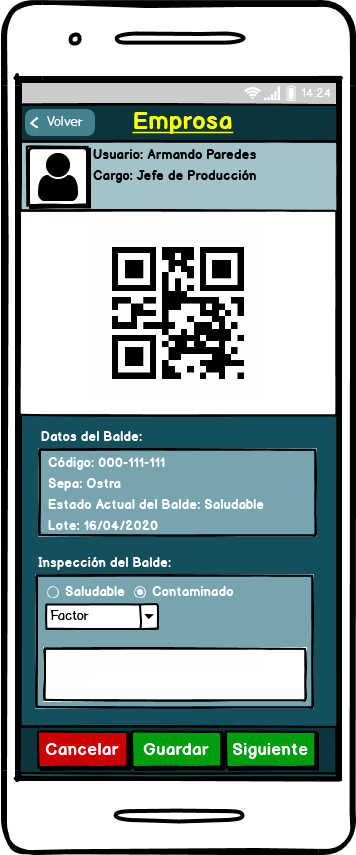 14:24
Volver
Emprosa
Usuario: Armando Paredes
Cargo: Jefe de Producción
Datos del Balde:
Código: 000-111-111
Sepa: Ostra
Estado Actual del Balde: Saludable
Lote: 16/04/2020
Inspección del Balde:
Saludable Contaminado
Factor
Cancelar Guardar Siguiente